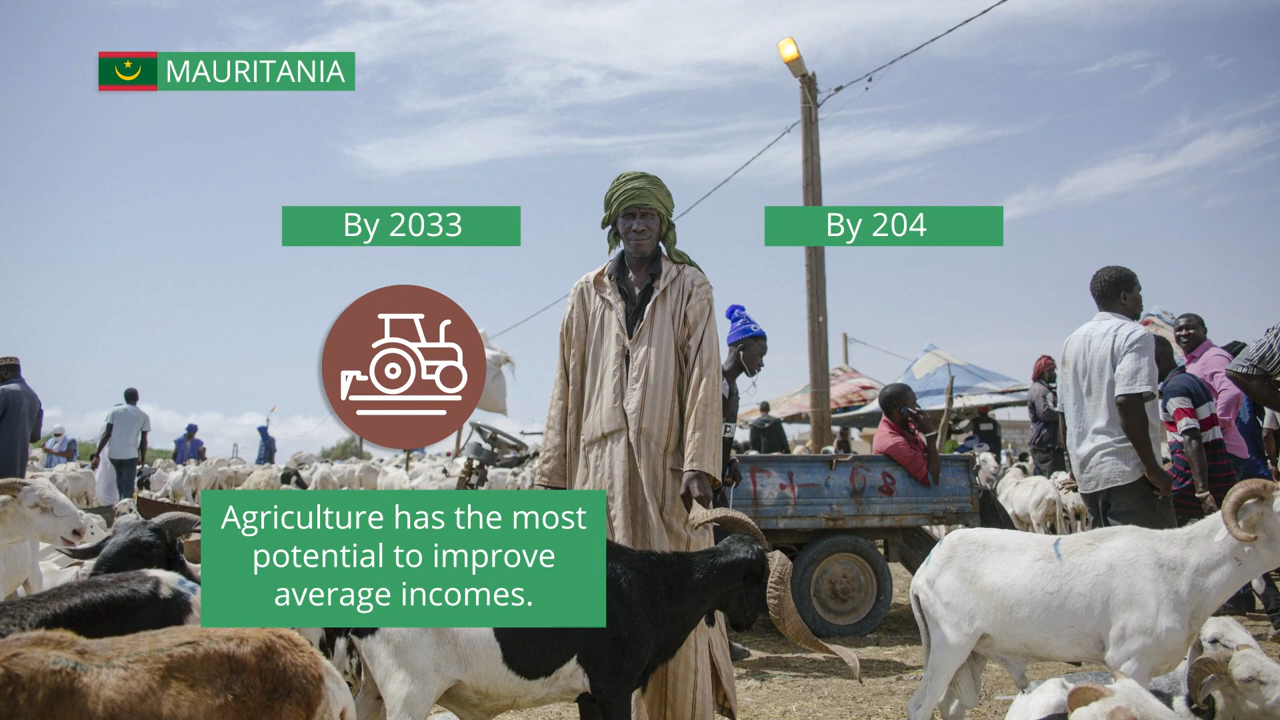 MAURITANIA
By 2033
By 204
Agriculture has the most
potential to improve
average incomes.